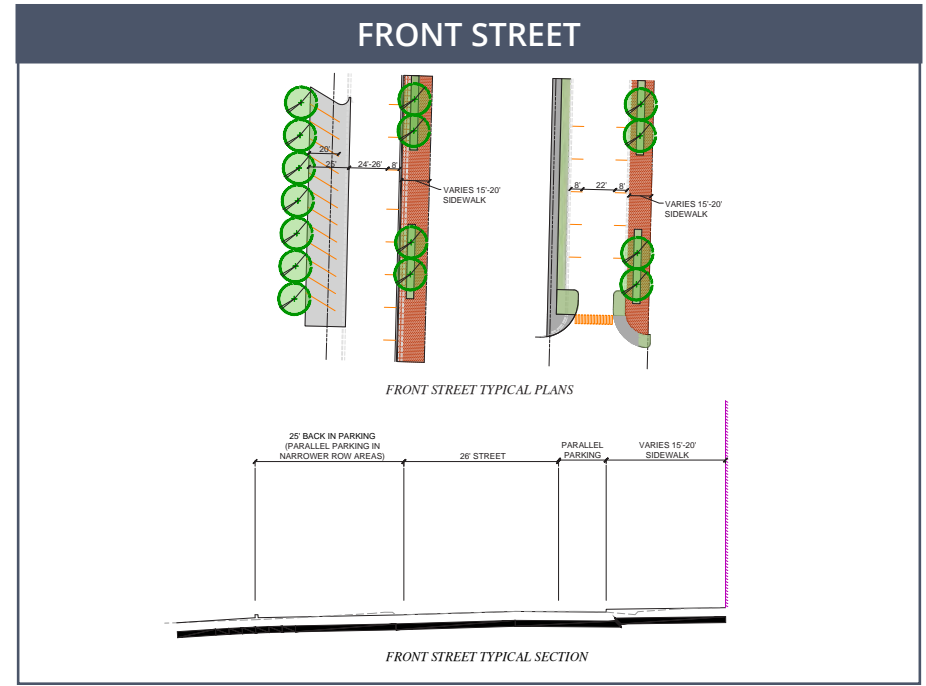 FRONT STREET
20'
25'
24'-26'
8'
VARIES 15'-20'
SIDEWALK
8'
22'
8'
VARIES 15'-20'
SIDEWALK
FRONT STREET TYPICAL PLANS
25' BACK IN PARKING
(PARALLEL PARKING IN
NARROWER ROW AREAS)
26' STREET
PARALLEL
PARKING
VARIES 15'-20'
SIDEWALK
FRONT STREET TYPICAL SECTION